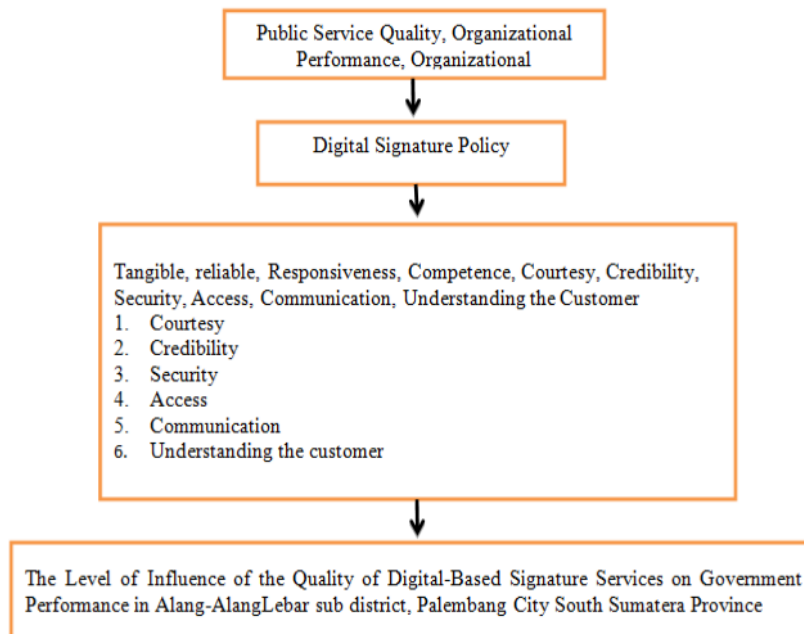 Public Service Quality, Organizational
Performance, Organizational
Digital Signature Policy
Tangible, reliable, Responsiveness, Competence, Courtesy, Credibility,
Security, Access, Communication, Understanding the Customer
1. Courtesy
2. Credibility
3. Security
4. Access
5. Communication
6. Understanding the customer
The Level of Influence of the Quality of Digital-Based Signature Services on Government
Performance in Alang-AlangLebar sub district, Palembang City South Sumatera Province